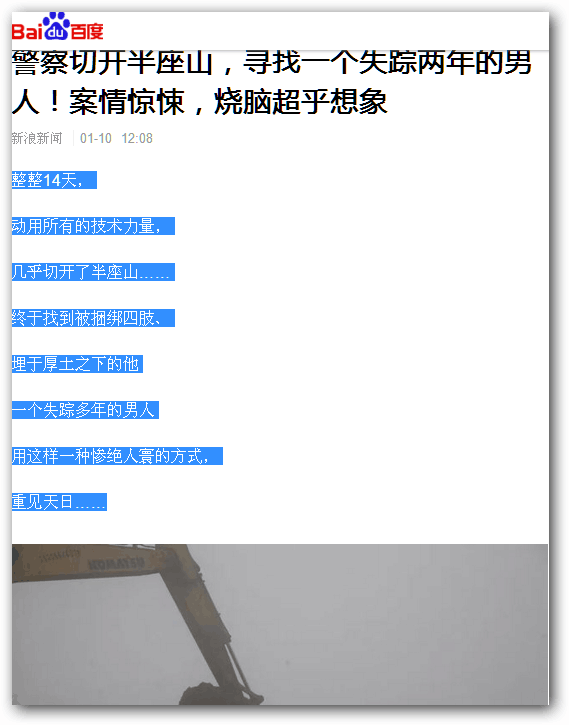 Bai du 百度
警察切开半座山，寻找一个失踪两年的男
人！案情惊悚，烧脑超乎想象
新浪新闻 01-10 12:08
整整14天，
动用所有的技术力量，
几乎切开了半座山……
终于找到被捆绑四肢、
埋于厚土之下的他
一个失踪多年的男人
用这样一种惨绝人寰的方式，
重见天日……